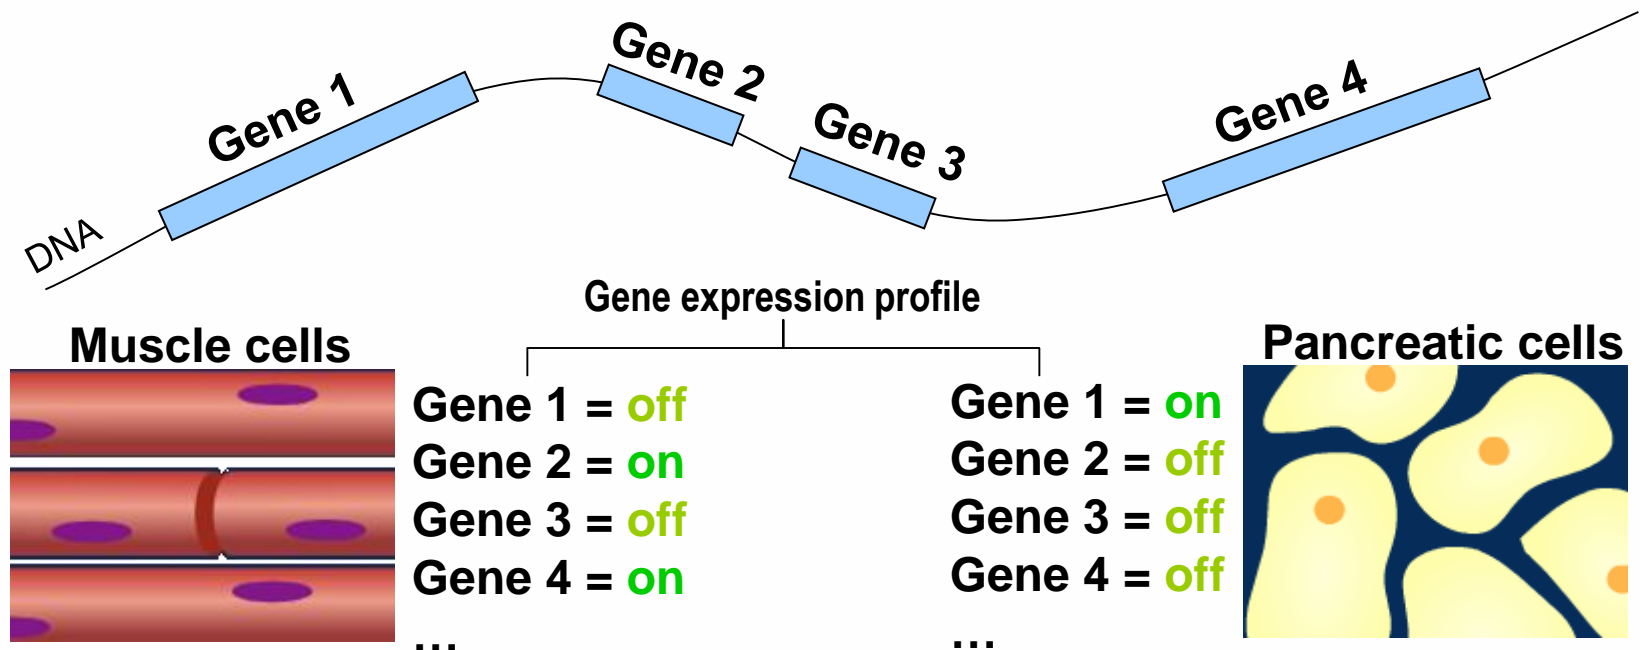 Gene 1
Gene 2
Gene 3
Gene 4
DNA
Gene expression profile
Muscle cells
Gene 1 = off
Gene 2 = on
Gene 3 = off
Gene 4 = on
...
Pancreatic cells
Gene 1 = on
Gene 2 = off
Gene 3 = off
Gene 4 = off
...